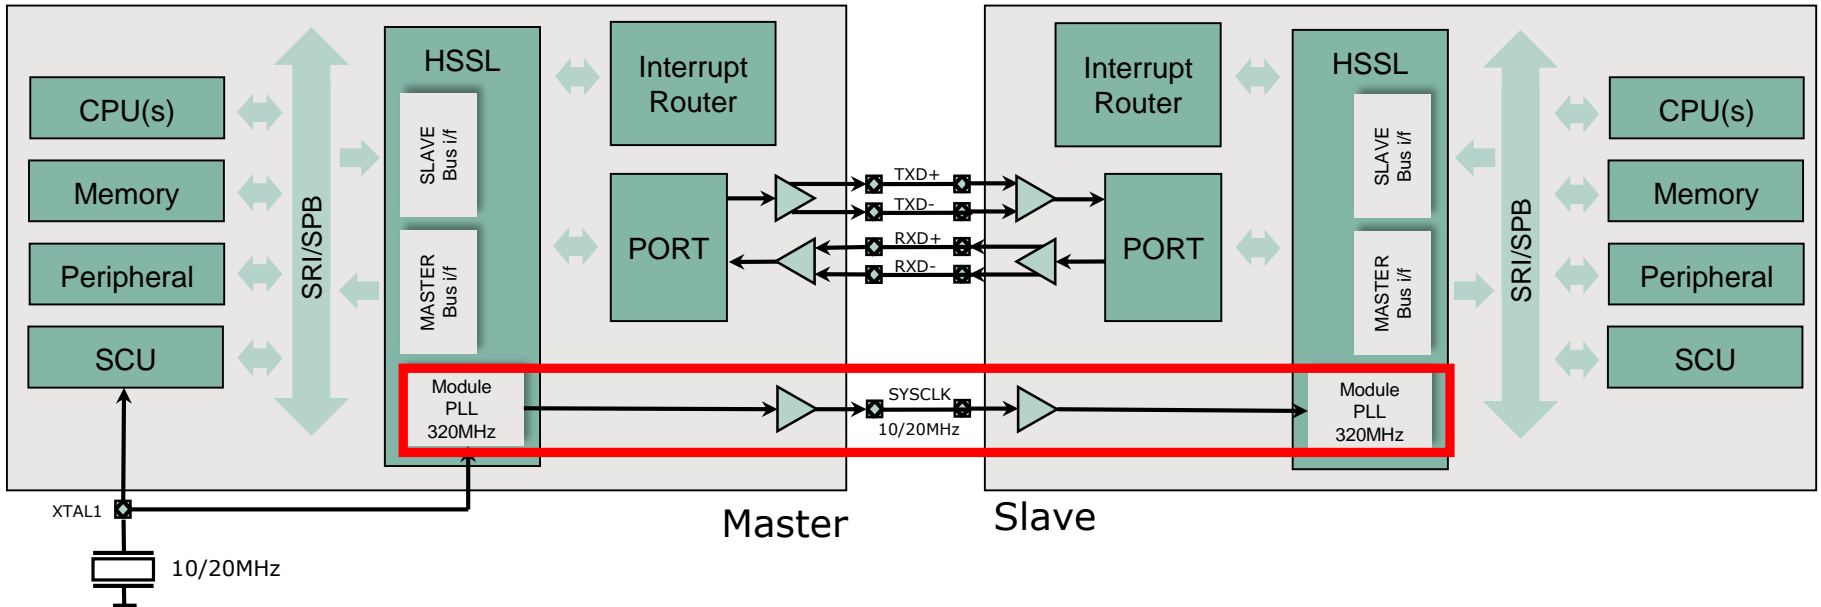 HSSL
Interrupt
Router
CPU(s)
Memory
Peripheral
SCU
SRI/SPB
SLAVE
Bus i/f
MASTER
Bus i/f
Module
PLL
320MHz
PORT
TXD+
TXD-
RXD+
RXD-
SYSCLK
10/20MHz
XTAL1
10/20MHz
Master
Slave
Interrupt
Router
PORT
HSSL
SLAVE
Bus i/f
MASTER
Bus i/f
Module
PLL
320MHz
SRI/SPB
CPU(s)
Memory
Peripheral
SCU